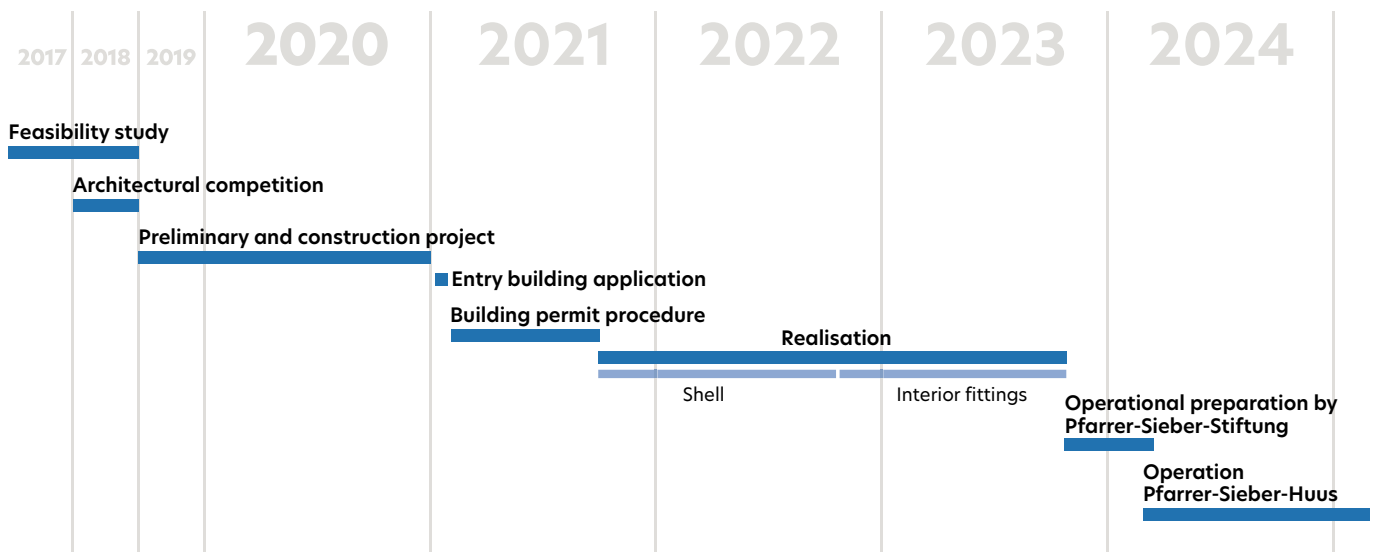 2017 2018 2019 2020 2021 2022 2023 2024
Feasibility study
Architectural competition
Preliminary and construction project
Entry building application
Building permit procedure
Realisation
Shell
Interior fittings
Operational preparation by
Pfarrer-Sieber-Stiftung
Operation
Pfarrer-Sieber-Huus